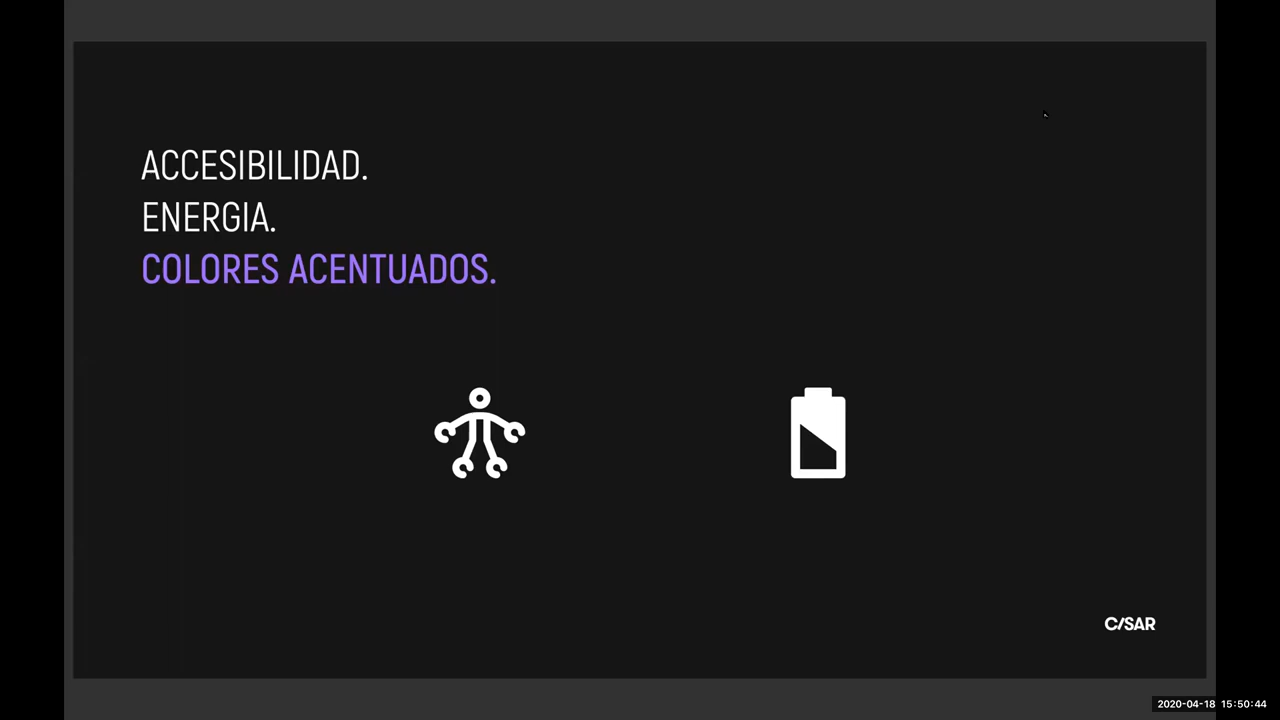 ACCESIBILIDAD.
ENERGIA.
COLORES ACENTUADOS.
C/SAR
2020-04-18 15:50:44